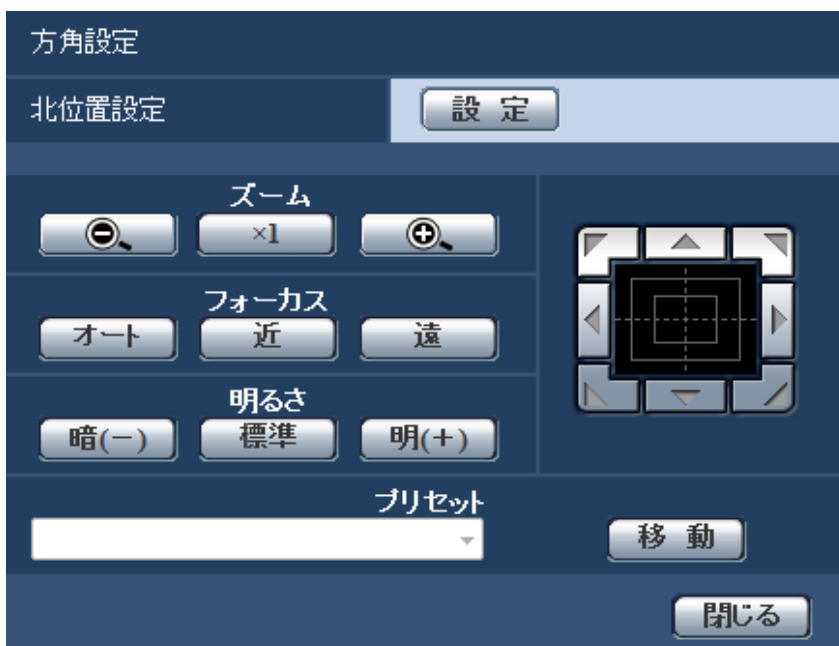 方角設定
北位置設定
設 定
ズーム
×1
フォーカス
オート 近 遠
明るさ
暗(－) 標準 明(＋)
プリセット
移 動
閉じる